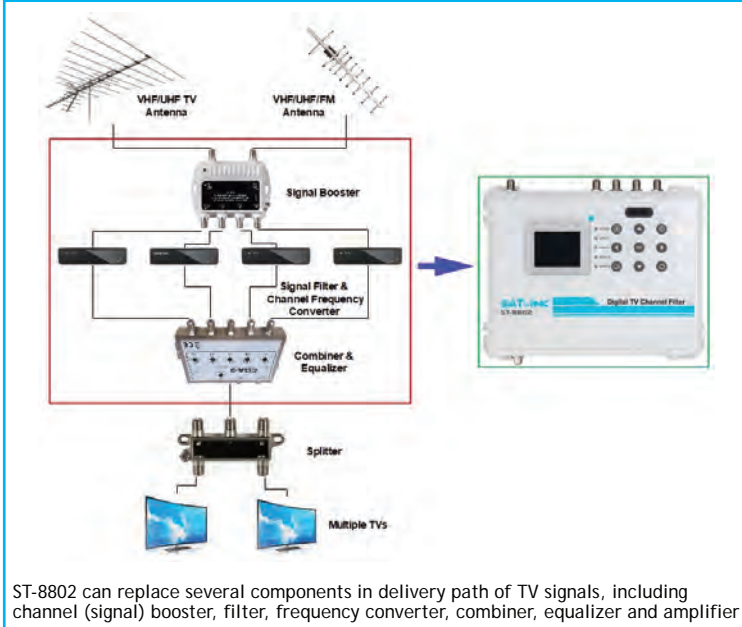 VHF/UHF TV
Antenna
VHF/UHF/FM
Antenna
Signal Booster
Signal Filter &
Channel Frequency
Converter
Combiner &
Equalizer
Splitter
Multiple TVs
SATLINK
ST-8802
Digital TV Channel Filter
ST-8802 can replace several components in delivery path of TV signals, including
channel (signal) booster, filter, frequency converter, combiner, equalizer and amplifier